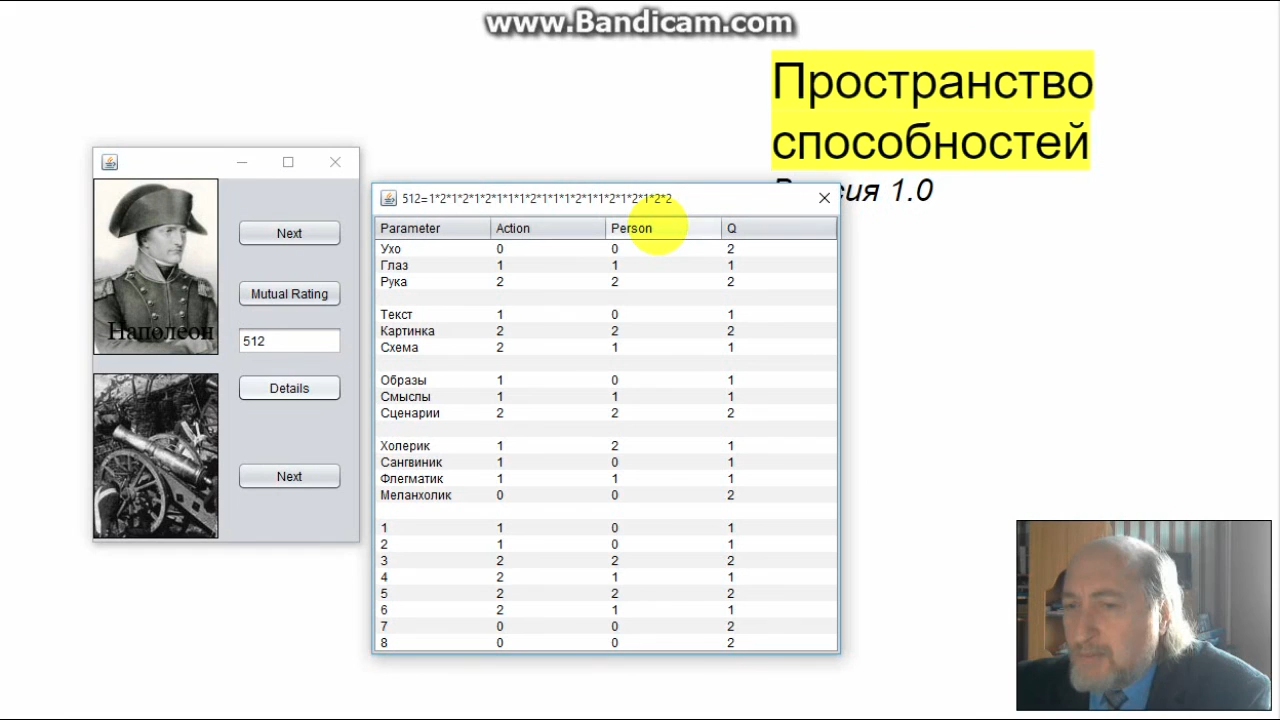 www.Bandicam.com
Пространство
способностей
сия 1.0
Наполеон
Next
Mutual Rating
512
Details
Next
512=1*2*1*2*1*2*1*1*1*2*1*1*1*2*1*1*2*1*2*1*2*2
Parameter Action Person Q
Ухо 0 0 2
Глаз 1 1 1
Рука 2 2 2
Текст 1 0 1
Картинка 2 2 2
Схема 2 1 1
Образы 1 0 1
Смыслы 1 1 1
Сценарии 2 2 2
Холерик 1 2 1
Сангвиник 1 0 1
Флегматик 1 1 1
Меланхолик 0 0 2
1 1 0 1
2 1 0 1
3 2 2 2
4 2 1 1
5 2 2 2
6 2 1 1
7 0 0 2
8 0 0 2